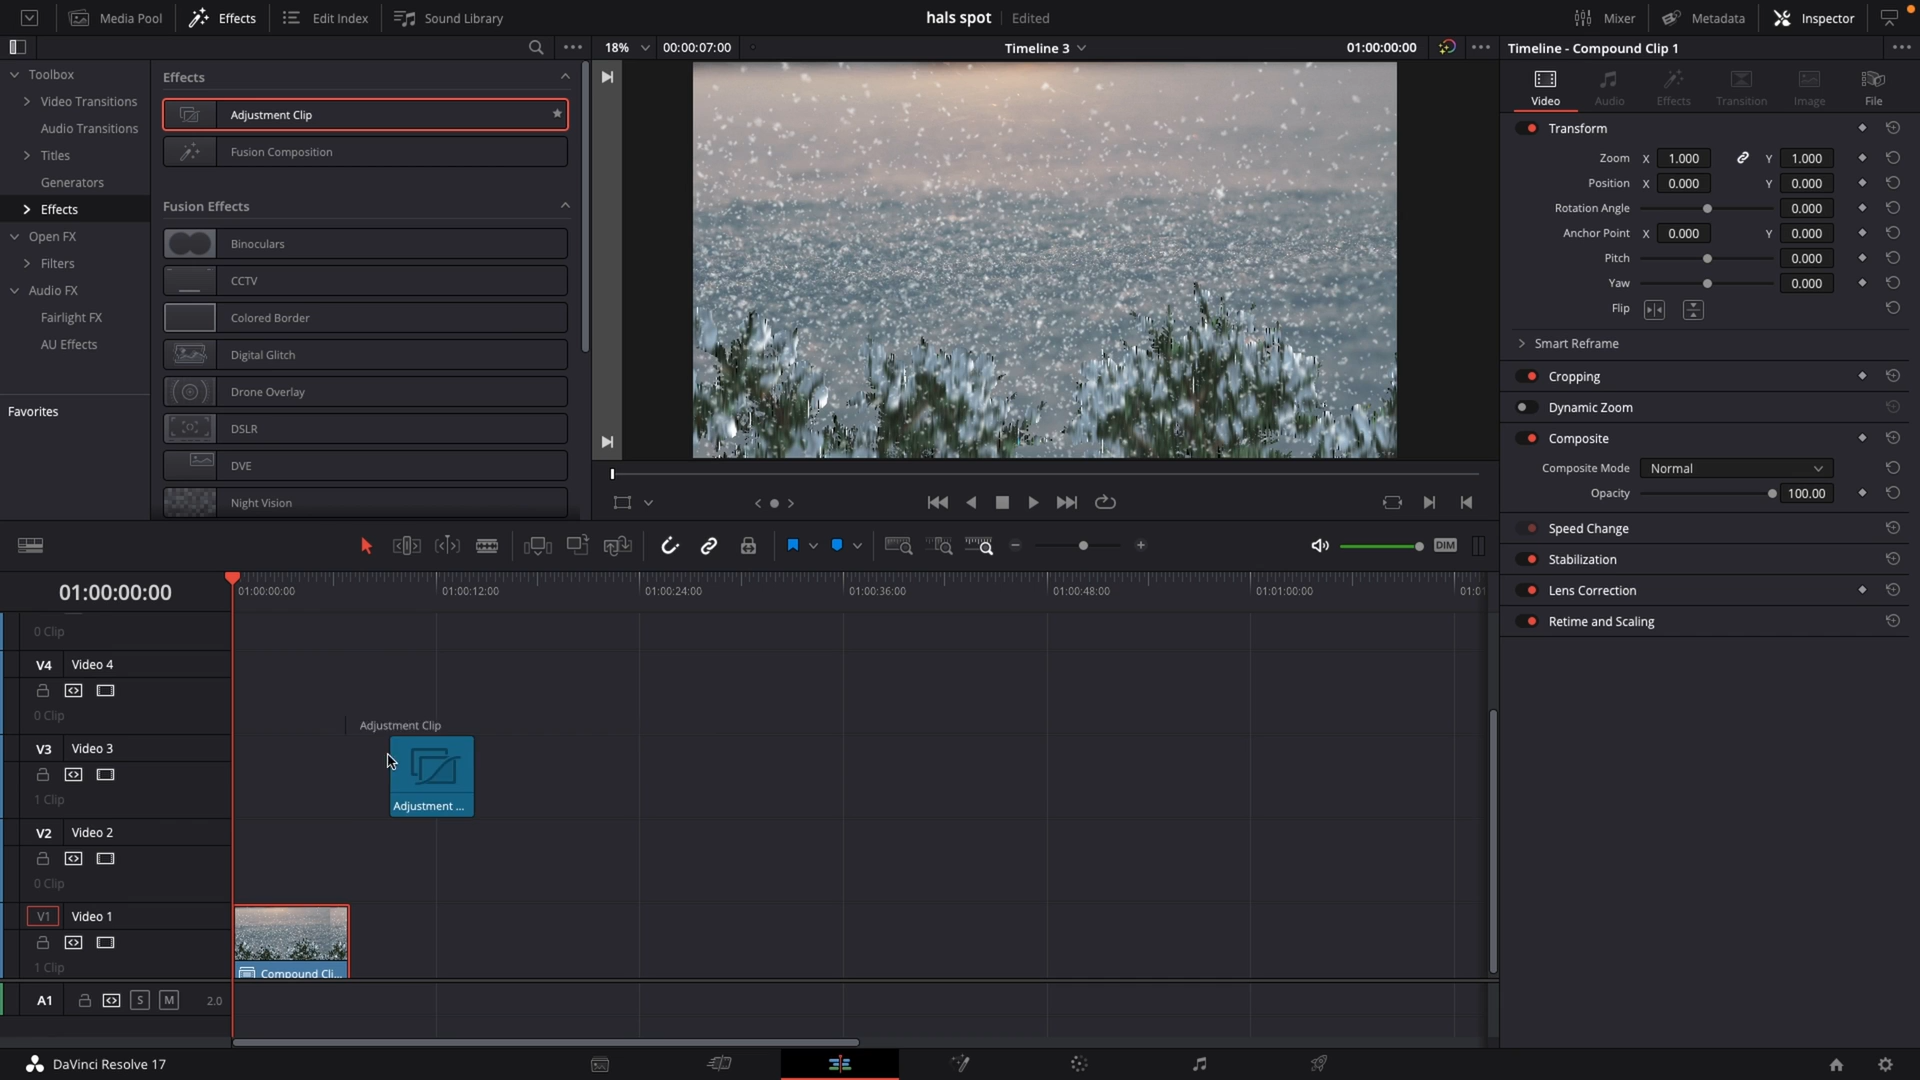 Media Pool
Effects
Edit Index
Sound Library
hals spot
Edited
Mixer
Metadata
Inspector
18%
00:00:07:00
Timeline 3
01:00:00:00
Timeline - Compound Clip 1
Toolbox
Video Transitions
Audio Transitions
Titles
Generators
Effects
Open FX
Filters
Audio FX
Fairlight FX
AU Effects
Favorites
Effects
Adjustment Clip
Fusion Composition
Fusion Effects
Binoculars
CCTV
Colored Border
Digital Glitch
Drone Overlay
DSLR
DVE
Night Vision
Video
Audio
Effects
Transition
Image
File
Transform
Zoom X 1.000 Y 1.000
Position X 0.000 Y 0.000
Rotation Angle 0.000
Anchor Point X 0.000 Y 0.000
Pitch 0.000
Yaw 0.000
Flip
Smart Reframe
Cropping
Dynamic Zoom
Composite
Composite Mode Normal
Opacity 100.00
Speed Change
Stabilization
Lens Correction
Retime and Scaling
DIM
01:00:00:00
01:00:00:00
01:00:12:00
01:00:24:00
01:00:36:00
01:00:48:00
01:01:00:00
01:01
0 Clip
V4 Video 4
0 Clip
Adjustment Clip
V3 Video 3
1 Clip
Adjustment ...
V2 Video 2
0 Clip
V1 Video 1
1 Clip
Compound Cli...
A1 S M 2.0
DaVinci Resolve 17